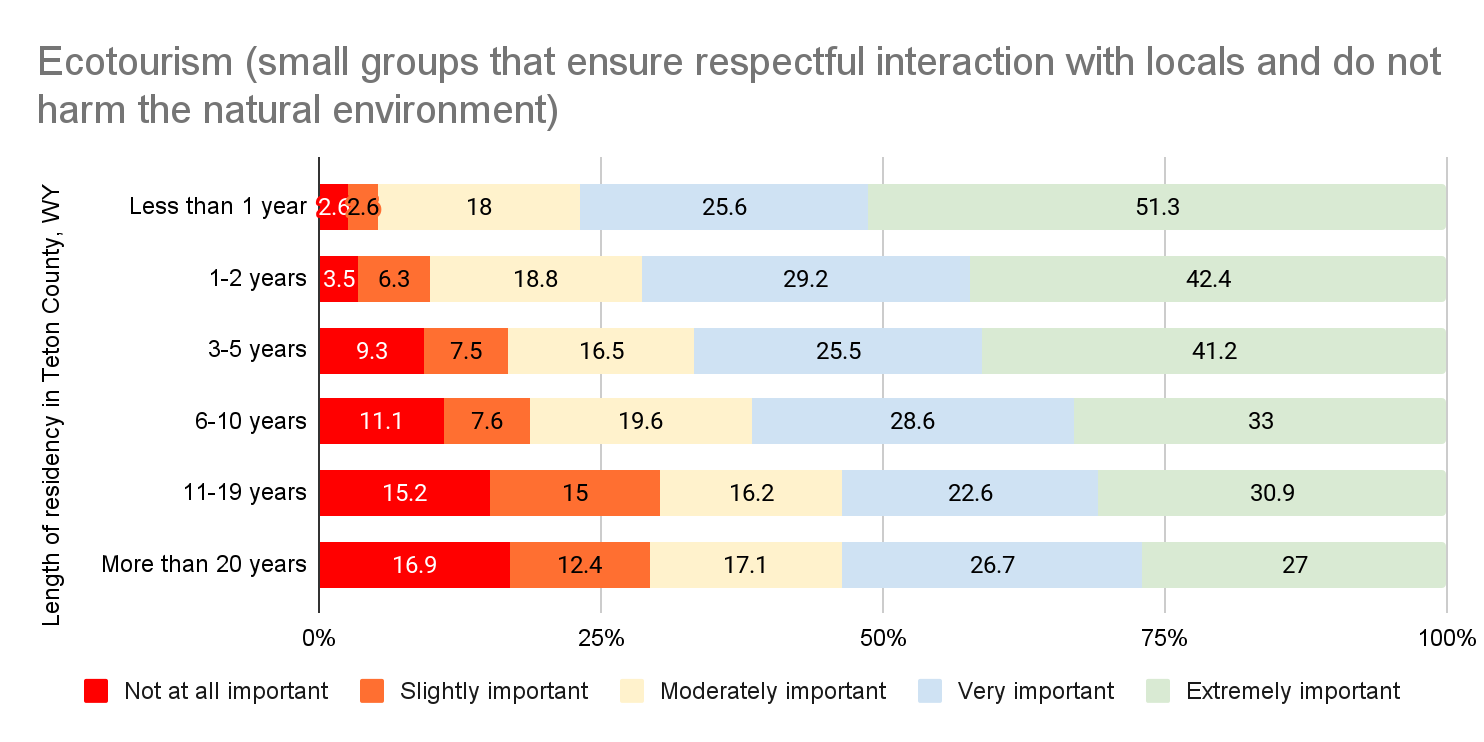 Ecotourism (small groups that ensure respectful interaction with locals and do not
harm the natural environment)
Length of residency in Teton County, WY
Less than 1 year 2.6 2.6 18 25.6 51.3
1-2 years 3.5 6.3 18.8 29.2 42.4
3-5 years 9.3 7.5 16.5 25.5 41.2
6-10 years 11.1 7.6 19.6 28.6 33
11-19 years 15.2 15 16.2 22.6 30.9
More than 20 years 16.9 12.4 17.1 26.7 27
0% 25% 50% 75% 100%
Not at all important Slightly important Moderately important Very important Extremely important